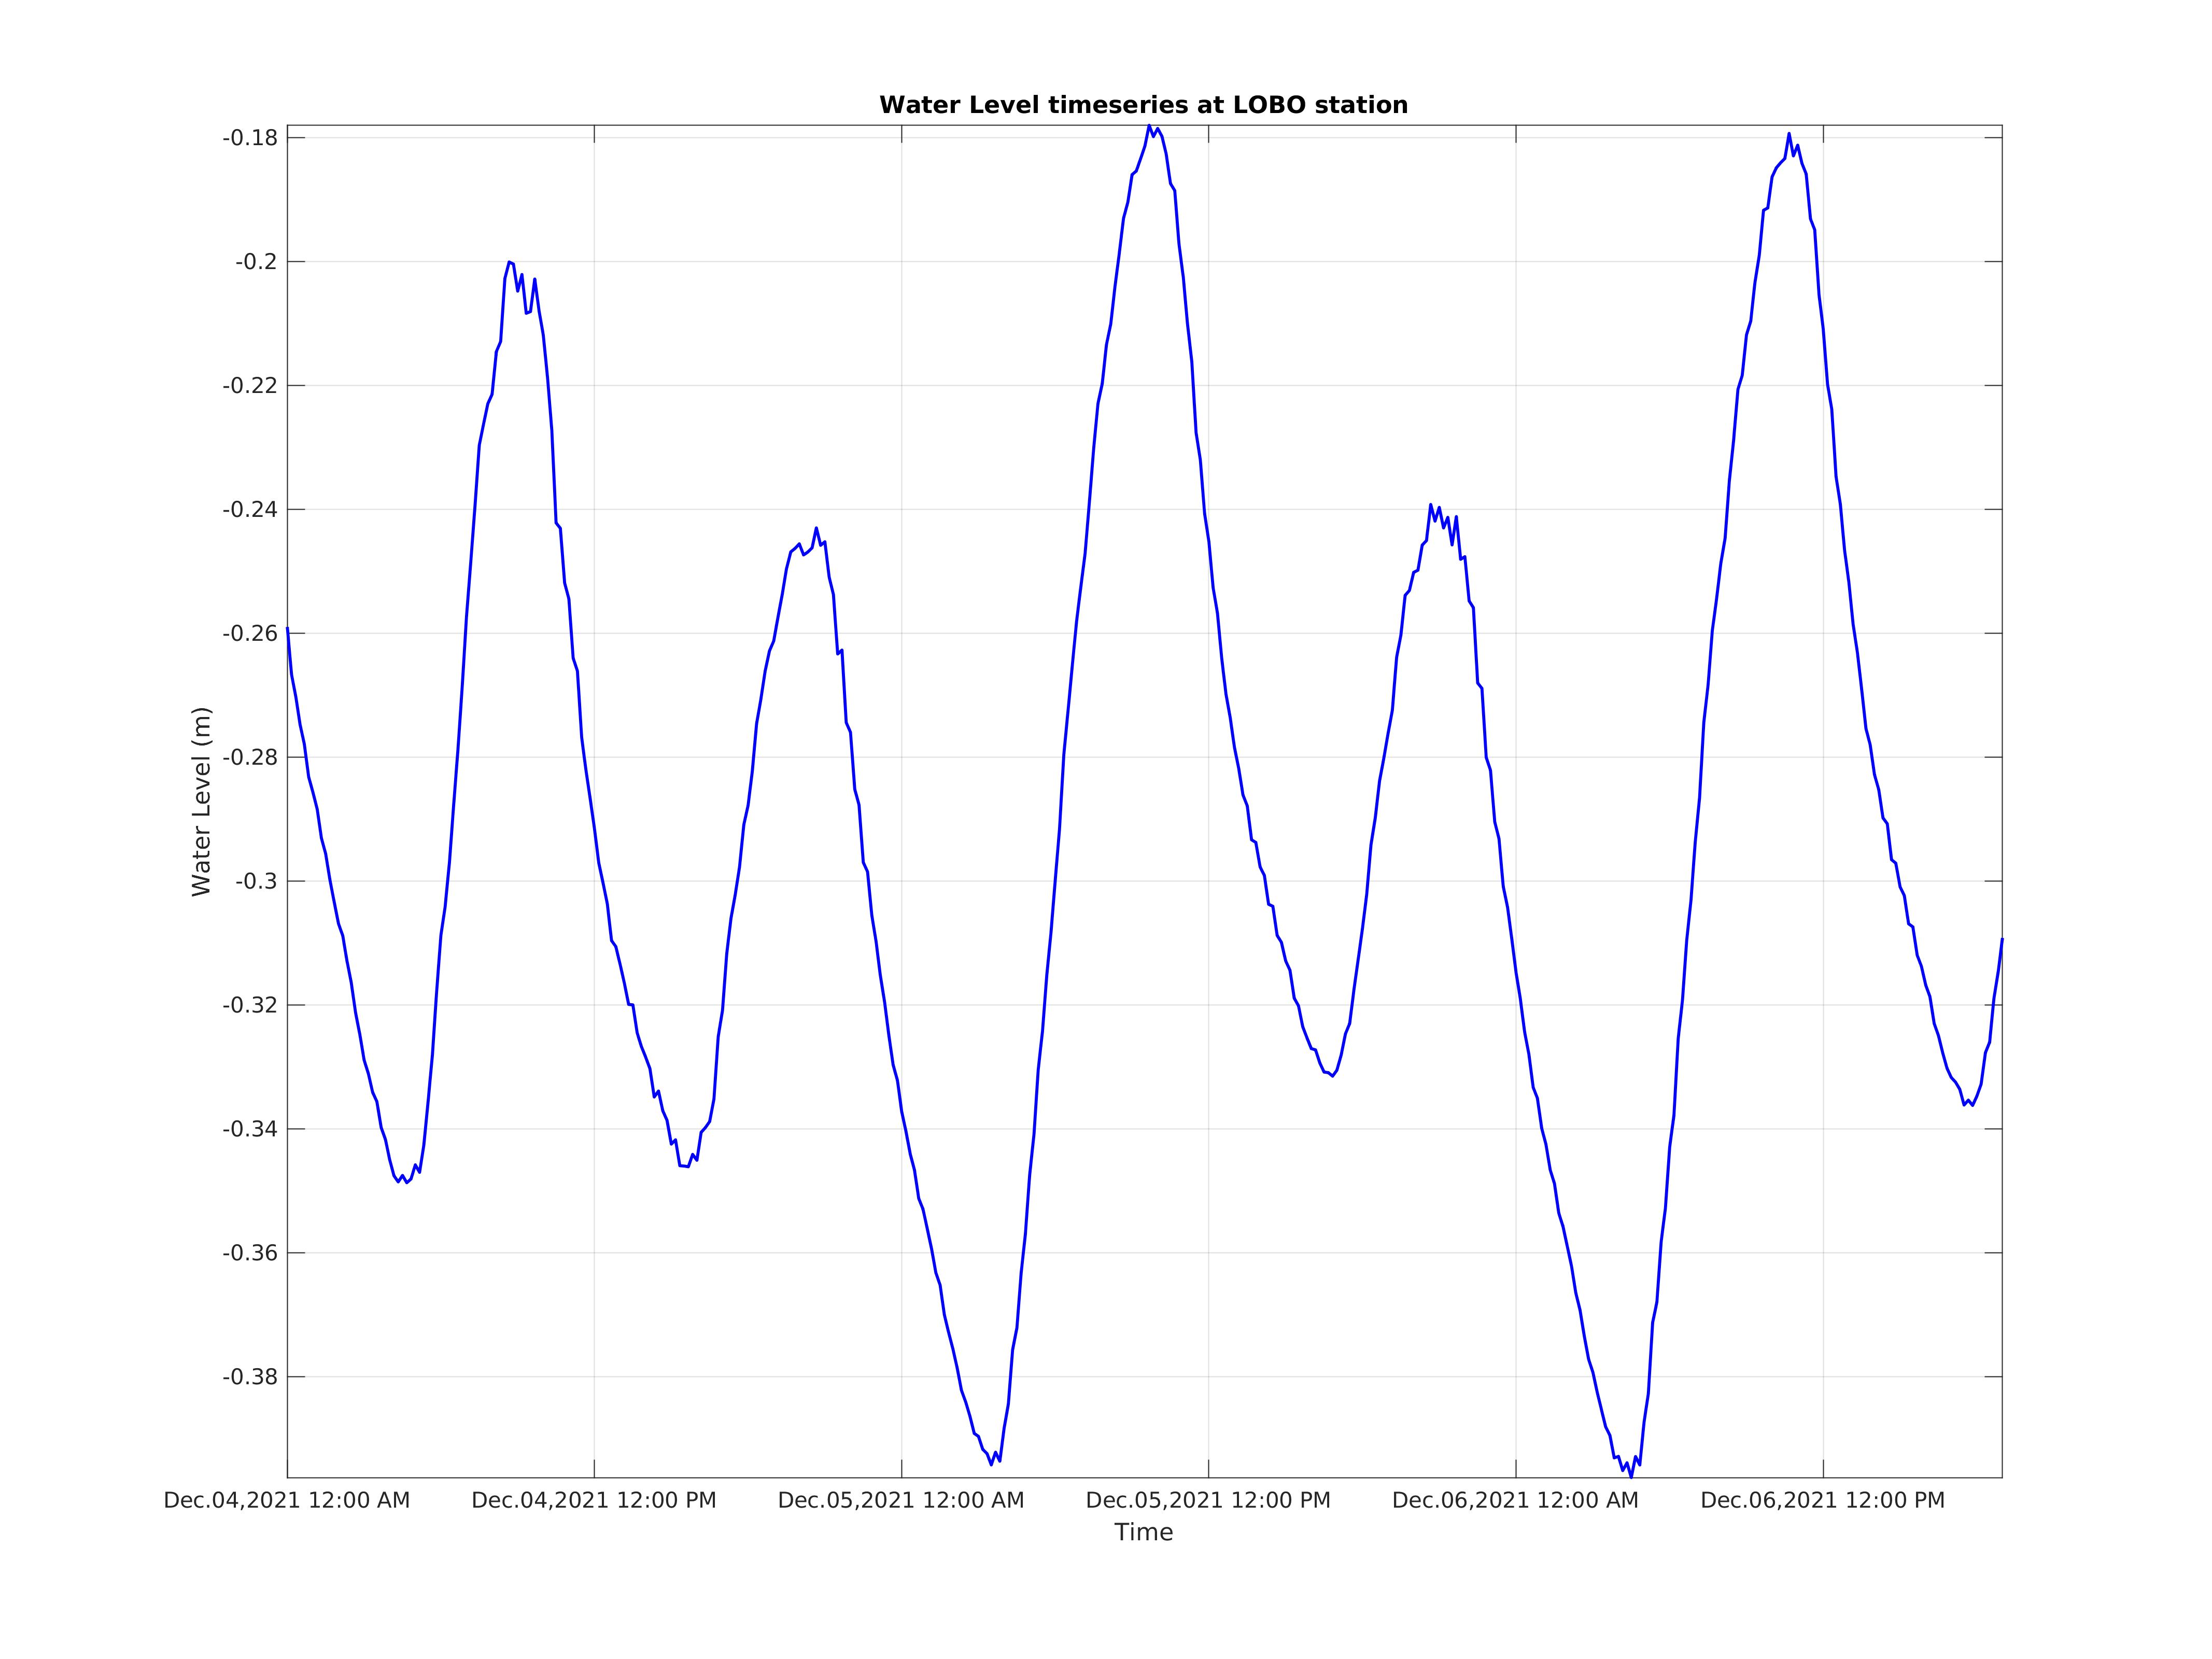 Water Level timeseries at LOBO station
-0.18
-0.2
-0.22
-0.24
-0.26
-0.28
-0.3
-0.32
-0.34
-0.36
-0.38
Water Level (m)
Dec.04,2021 12:00 AM Dec.04,2021 12:00 PM Dec.05,2021 12:00 AM Dec.05,2021 12:00 PM Dec.06,2021 12:00 AM Dec.06,2021 12:00 PM
Time